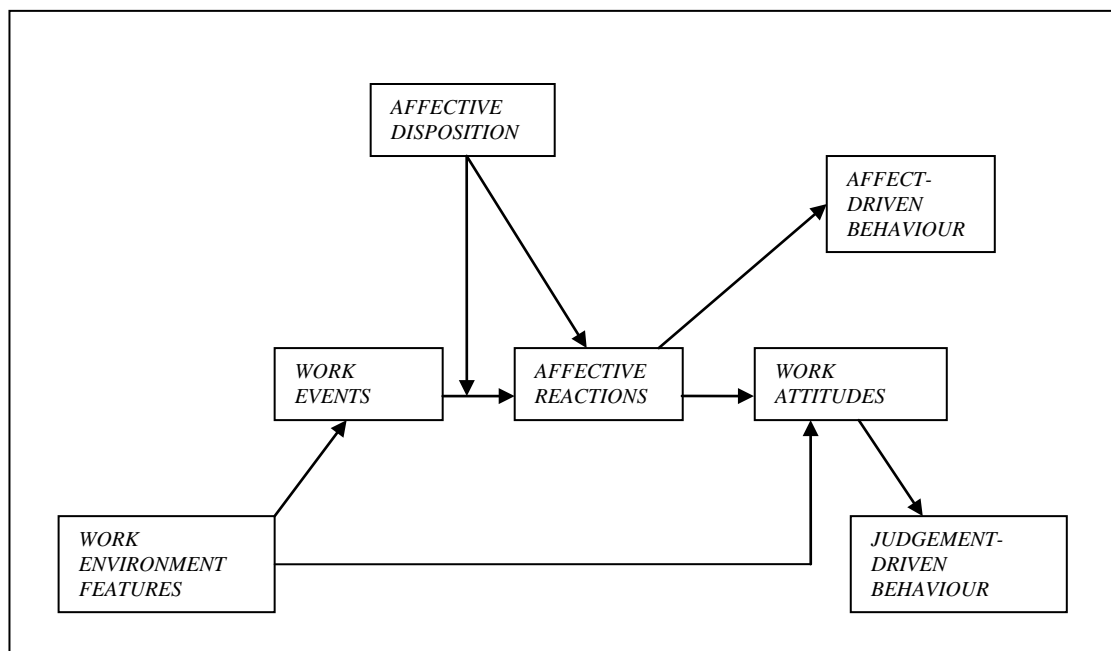 AFFECTIVE
DISPOSITION
AFFECT-
DRIVEN
BEHAVIOUR
WORK
EVENTS
AFFECTIVE
REACTIONS
WORK
ATTITUDES
WORK
ENVIRONMENT
FEATURES
JUDGEMENT-
DRIVEN
BEHAVIOUR